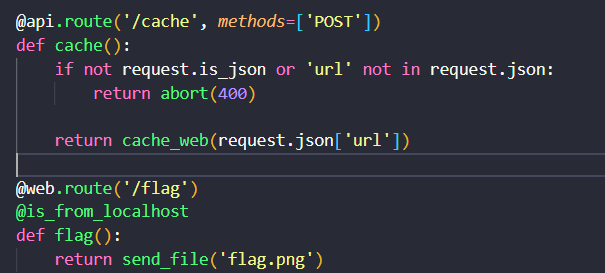 @api.route('/cache', methods=['POST'])
def cache():
    if not request.is_json or 'url' not in request.json:
        return abort(400)
    return cache_web(request.json['url'])
@web.route('/flag')
@is_from_localhost
def flag():
    return send_file('flag.png')